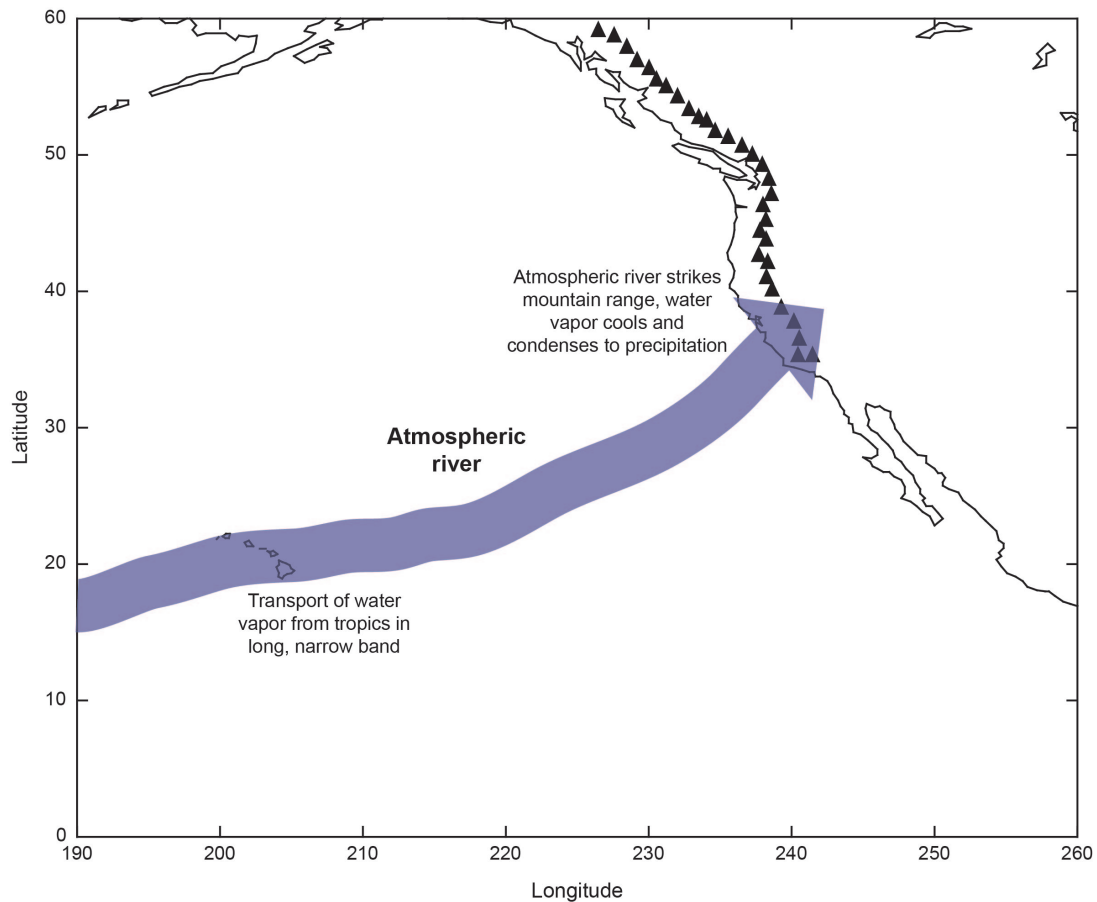 60
50
40
30
20
10
0
Latitude
Atmospheric river strikes
mountain range, water
vapor cools and
condenses to precipitation
Atmospheric
river
Transport of water
vapor from tropics in
long, narrow band
190 200 210 220 230 240 250 260
Longitude